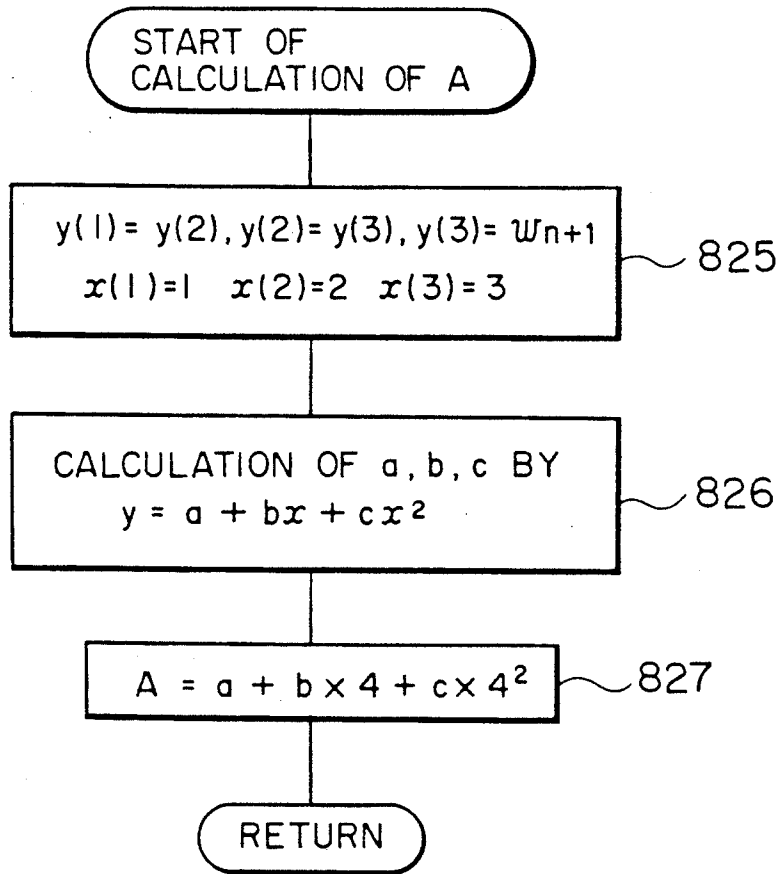 START OF
CALCULATION OF A
y(1)= y(2), y(2)= y(3), y(3)= wn+1
x(1)=1 x(2)=2 x(3)=3
825
CALCULATION OF a, b, c BY
y = a + bx + cx²
826
A = a + b × 4 + c × 4²
827
RETURN